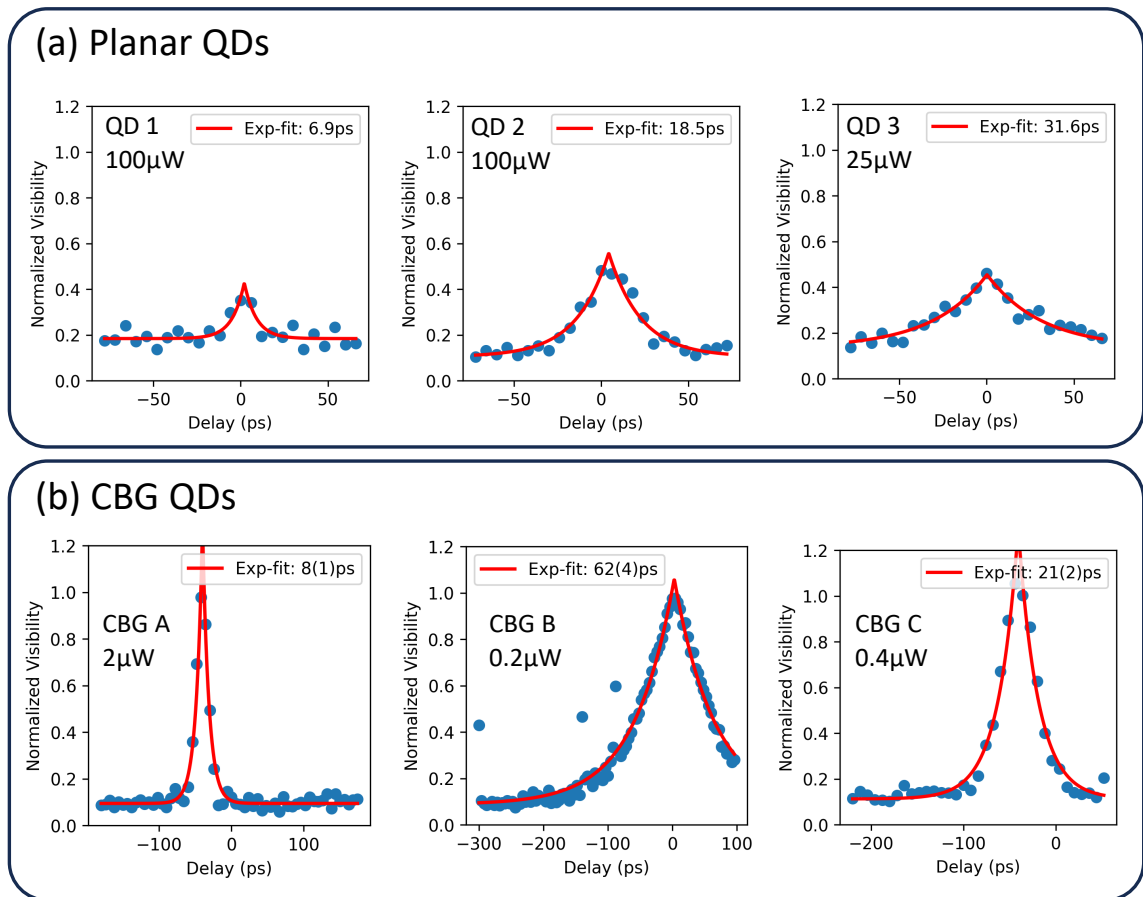 (a) Planar QDs
QD 1
100μW
Exp-fit: 6.9ps
1.2
1.0
0.8
0.6
0.4
0.2
0.0
Normalized Visibility
−50
0
50
Delay (ps)
QD 2
100μW
Exp-fit: 18.5ps
1.2
1.0
0.8
0.6
0.4
0.2
0.0
Normalized Visibility
−50
0
50
Delay (ps)
QD 3
25μW
Exp-fit: 31.6ps
1.2
1.0
0.8
0.6
0.4
0.2
0.0
Normalized Visibility
−50
0
50
Delay (ps)
(b) CBG QDs
Exp-fit: 8(1)ps
CBG A
2μW
1.2
1.0
0.8
0.6
0.4
0.2
0.0
Normalized Visibility
−100
0
100
Delay (ps)
Exp-fit: 62(4)ps
CBG B
0.2μW
1.2
1.0
0.8
0.6
0.4
0.2
0.0
Normalized Visibility
−300
−200
−100
0
100
Delay (ps)
Exp-fit: 21(2)ps
CBG C
0.4μW
1.2
1.0
0.8
0.6
0.4
0.2
0.0
Normalized Visibility
−200
−100
0
Delay (ps)